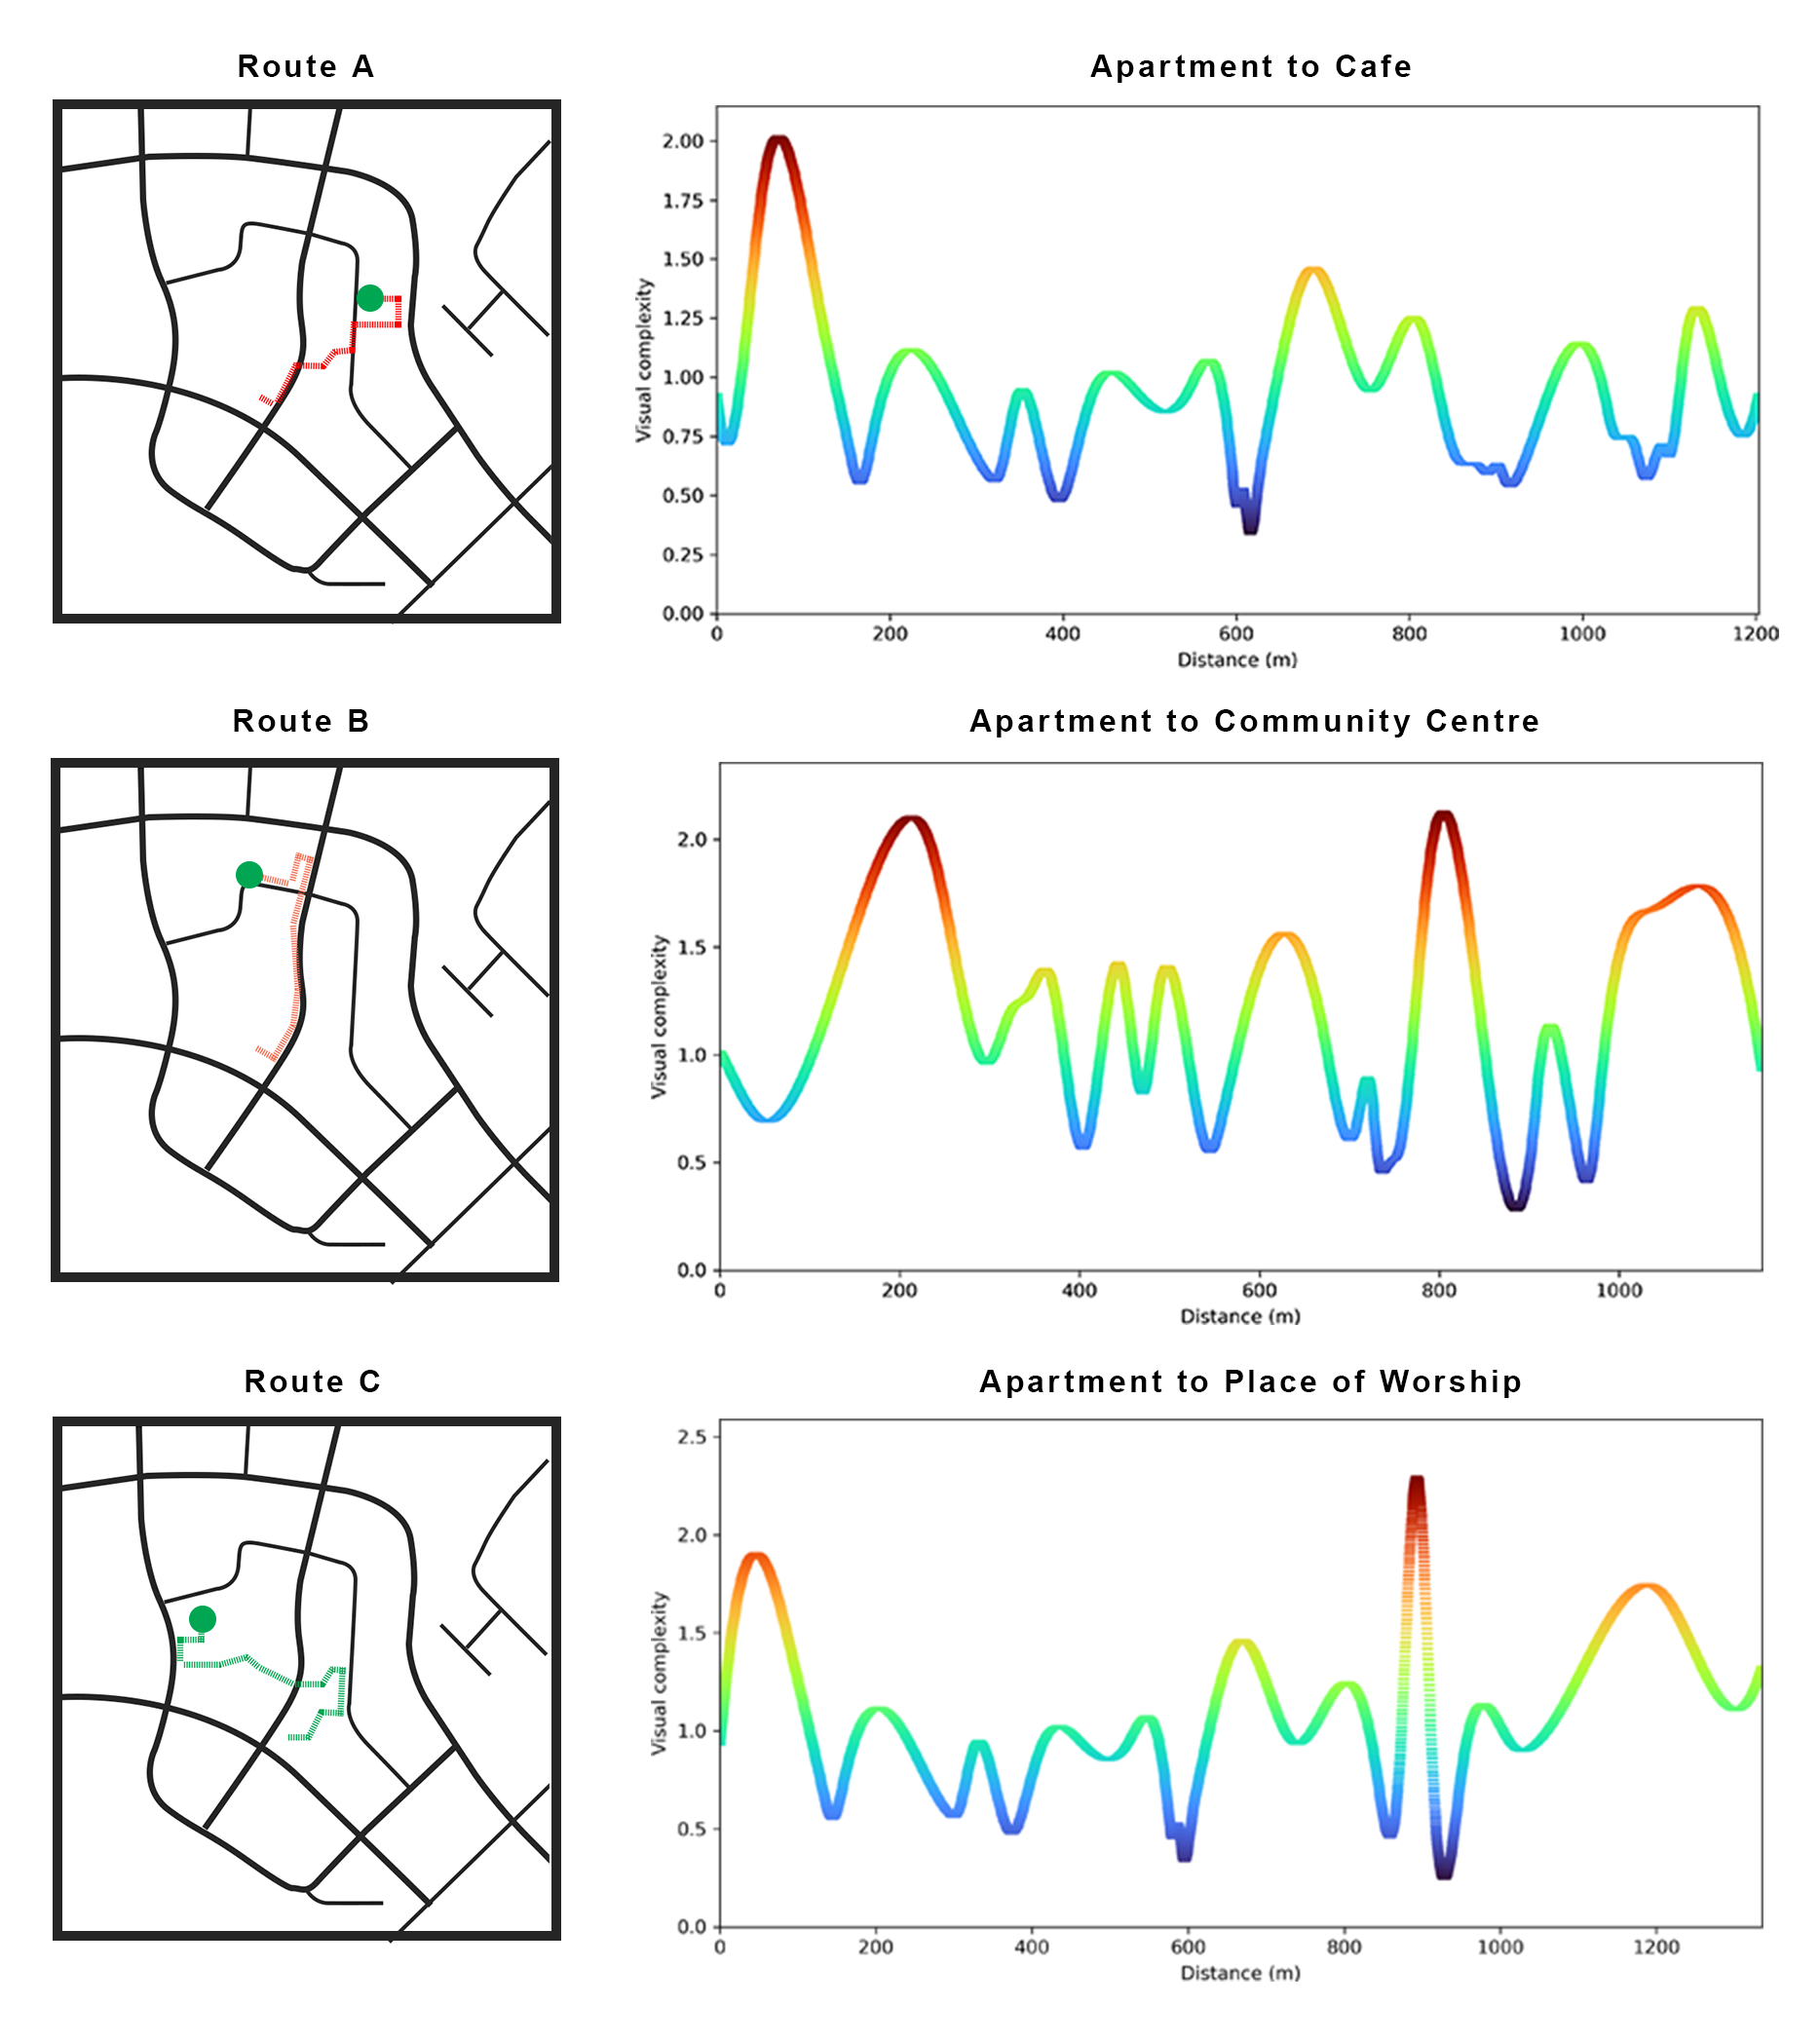 Route A
Apartment to Cafe
2.00
1.75
1.50
1.25
1.00
0.75
0.50
0.25
0.00
Visual complexity
0 200 400 600 800 1000 1200
Distance (m)
Route B
Apartment to Community Centre
2.0
1.5
1.0
0.5
0.0
Visual complexity
0 200 400 600 800 1000
Distance (m)
Route C
Apartment to Place of Worship
2.5
2.0
1.5
1.0
0.5
0.0
Visual complexity
0 200 400 600 800 1000 1200
Distance (m)